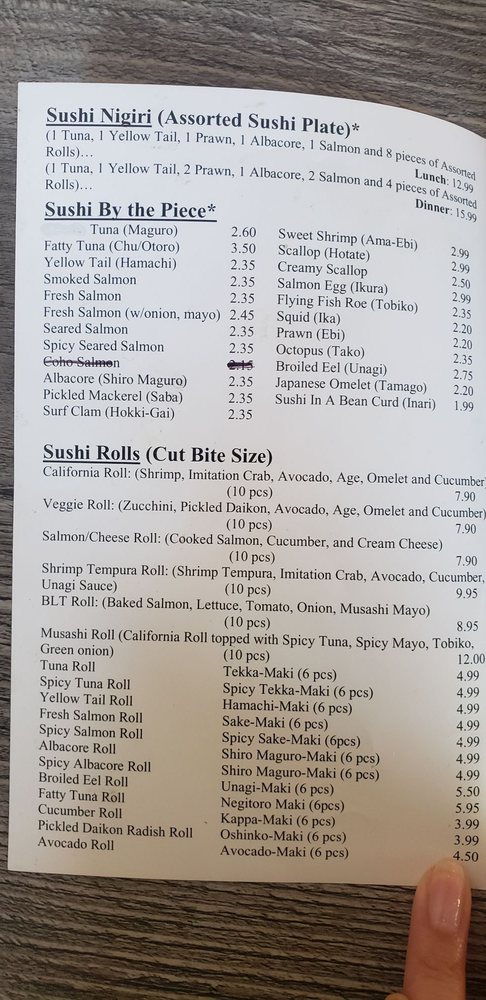 Sushi Nigiri (Assorted Sushi Plate)*
(1 Tuna, 1 Yellow Tail, 1 Prawn, 1 Albacore, 1 Salmon and 8 pieces of Assorted
Rolls)... Lunch: 12.99
(1 Tuna, 1 Yellow Tail, 2 Prawn, 1 Albacore, 2 Salmon and 4 pieces of Assorted
Rolls)... Dinner: 15.99
Sushi By the Piece*
Tuna (Maguro) 2.60
Fatty Tuna (Chu/Otoro) 3.50
Yellow Tail (Hamachi) 2.35
Smoked Salmon 2.35
Fresh Salmon 2.35
Fresh Salmon (w/onion, mayo) 2.45
Seared Salmon 2.35
Spicy Seared Salmon 2.35
Coho Salmon 2.15
Albacore (Shiro Maguro) 2.35
Pickled Mackerel (Saba) 2.35
Surf Clam (Hokki-Gai) 2.35
Sweet Shrimp (Ama-Ebi) 2.99
Scallop (Hotate) 2.99
Creamy Scallop 2.50
Salmon Egg (Ikura) 2.99
Flying Fish Roe (Tobiko) 2.35
Squid (Ika) 2.20
Prawn (Ebi) 2.20
Octopus (Tako) 2.35
Broiled Eel (Unagi) 2.75
Japanese Omelet (Tamago) 2.20
Sushi In A Bean Curd (Inari) 1.99
Sushi Rolls (Cut Bite Size)
California Roll: (Shrimp, Imitation Crab, Avocado, Age, Omelet and Cucumber)
(10 pcs) 7.90
Veggie Roll: (Zucchini, Pickled Daikon, Avocado, Age, Omelet and Cucumber)
(10 pcs) 7.90
Salmon/Cheese Roll: (Cooked Salmon, Cucumber, and Cream Cheese)
(10 pcs) 7.90
Shrimp Tempura Roll: (Shrimp Tempura, Imitation Crab, Avocado, Cucumber,
Unagi Sauce) (10 pcs) 9.95
BLT Roll: (Baked Salmon, Lettuce, Tomato, Onion, Musashi Mayo)
(10 pcs) 8.95
Musashi Roll (California Roll topped with Spicy Tuna, Spicy Mayo, Tobiko,
Green onion) (10 pcs) 12.00
Tuna Roll Tekka-Maki (6 pcs) 4.99
Spicy Tuna Roll Spicy Tekka-Maki (6 pcs) 4.99
Yellow Tail Roll Hamachi-Maki (6 pcs) 4.99
Fresh Salmon Roll Sake-Maki (6 pcs) 4.99
Spicy Salmon Roll Spicy Sake-Maki (6pcs) 4.99
Albacore Roll Shiro Maguro-Maki (6 pcs) 4.99
Spicy Albacore Roll Shiro Maguro-Maki (6 pcs) 4.99
Broiled Eel Roll Unagi-Maki (6 pcs) 5.50
Fatty Tuna Roll Negitoro Maki (6pcs) 5.95
Cucumber Roll Kappa-Maki (6 pcs) 3.99
Pickled Daikon Radish Roll Oshinko-Maki (6 pcs) 3.99
Avocado Roll Avocado-Maki (6 pcs) 4.50